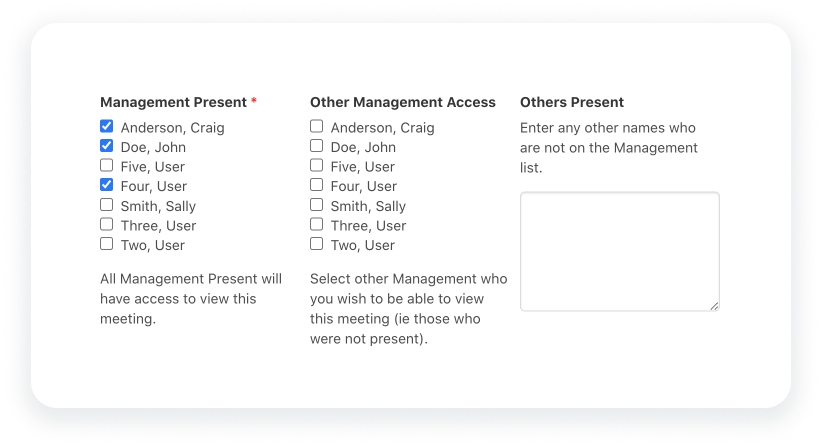 Management Present *
Anderson, Craig
Doe, John
Five, User
Four, User
Smith, Sally
Three, User
Two, User
All Management Present will
have access to view this
meeting.
Other Management Access
Anderson, Craig
Doe, John
Five, User
Four, User
Smith, Sally
Three, User
Two, User
Select other Management who
you wish to be able to view
this meeting (ie those who
were not present).
Others Present
Enter any other names who
are not on the Management
list.